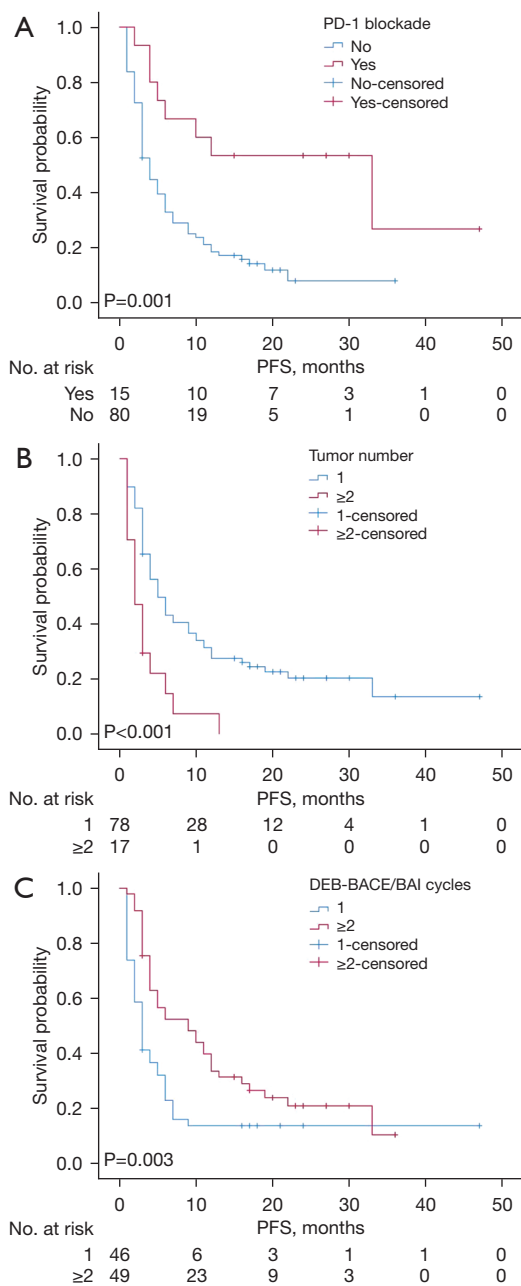 A
PD-1 blockade
No
Yes
No-censored
Yes-censored
Survival probability
1.0
0.8
0.6
0.4
0.2
0.0
P=0.001
0 10 20 30 40 50
No. at risk PFS, months
Yes 15 10 7 3 1 0
No 80 19 5 1 0 0
B
Tumor number
1
≥2
1-censored
≥2-censored
Survival probability
1.0
0.8
0.6
0.4
0.2
0.0
P<0.001
0 10 20 30 40 50
No. at risk PFS, months
1 78 28 12 4 1 0
≥2 17 1 0 0 0 0
C
DEB-BACE/BAI cycles
1
≥2
1-censored
≥2-censored
Survival probability
1.0
0.8
0.6
0.4
0.2
0.0
P=0.003
0 10 20 30 40 50
No. at risk PFS, months
1 46 6 3 1 1 0
≥2 49 23 9 3 0 0